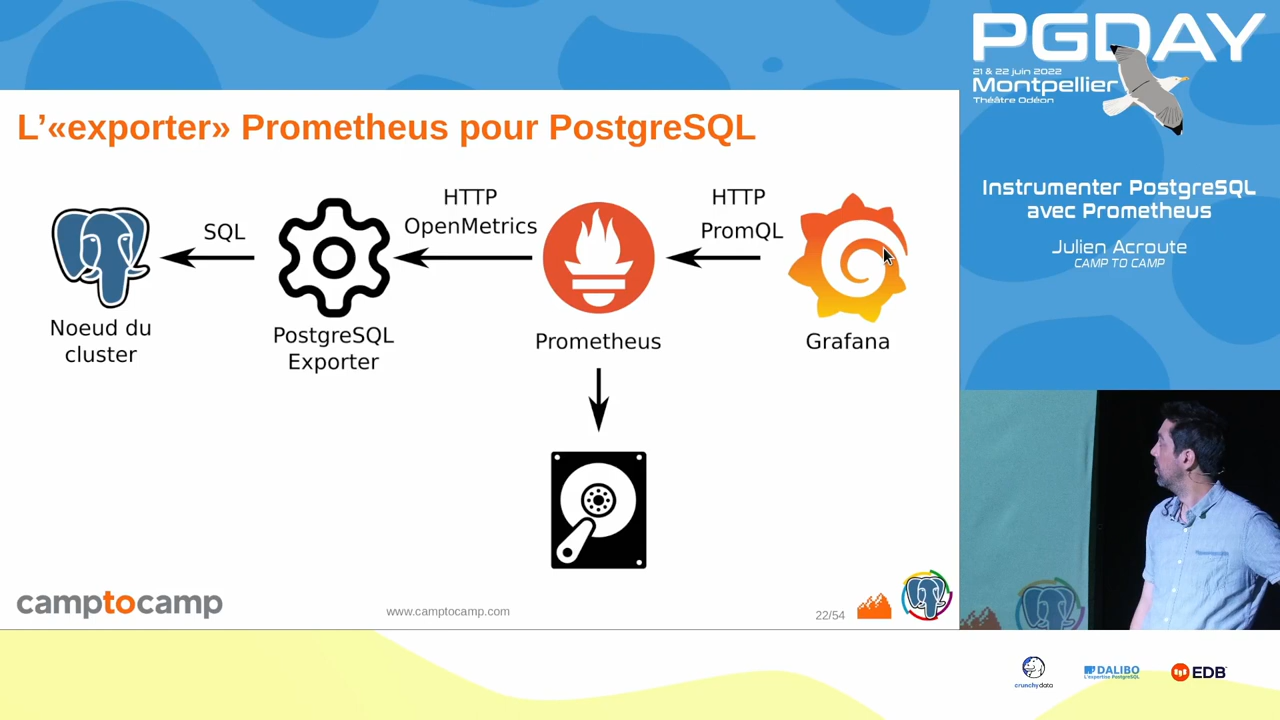 L’«exporter» Prometheus pour PostgreSQL
SQL
HTTP
OpenMetrics
HTTP
PromQL
Noeud du
cluster
PostgreSQL
Exporter
Prometheus
Grafana
camptocamp
www.camptocamp.com
22/54
PGDAY
21 & 22 juin 2022
Montpellier
Théâtre Odéon
Instrumenter PostgreSQL
avec Prometheus
Julien Acroute
CAMP TO CAMP
crunchydata
DALIBO
L'expertise PostgreSQL
EDB